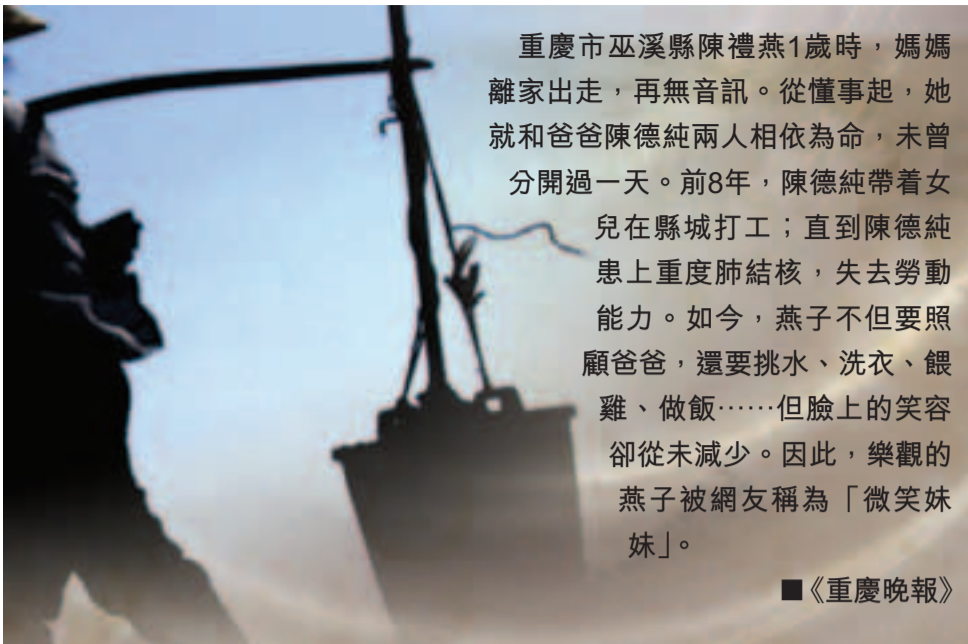 重慶市巫溪縣陳禮燕1歲時，媽媽
離家出走，再無音訊。從懂事起，她
就和爸爸陳德純兩人相依為命，未曾
分開過一天。前8年，陳德純帶着女
兒在縣城打工；直到陳德純
患上重度肺結核，失去勞動
能力。如今，燕子不但要照
顧爸爸，還要挑水、洗衣、餵
雞、做飯……但臉上的笑容
卻從未減少。因此，樂觀的
燕子被網友稱為「微笑妹
妹」。
■《重慶晚報》